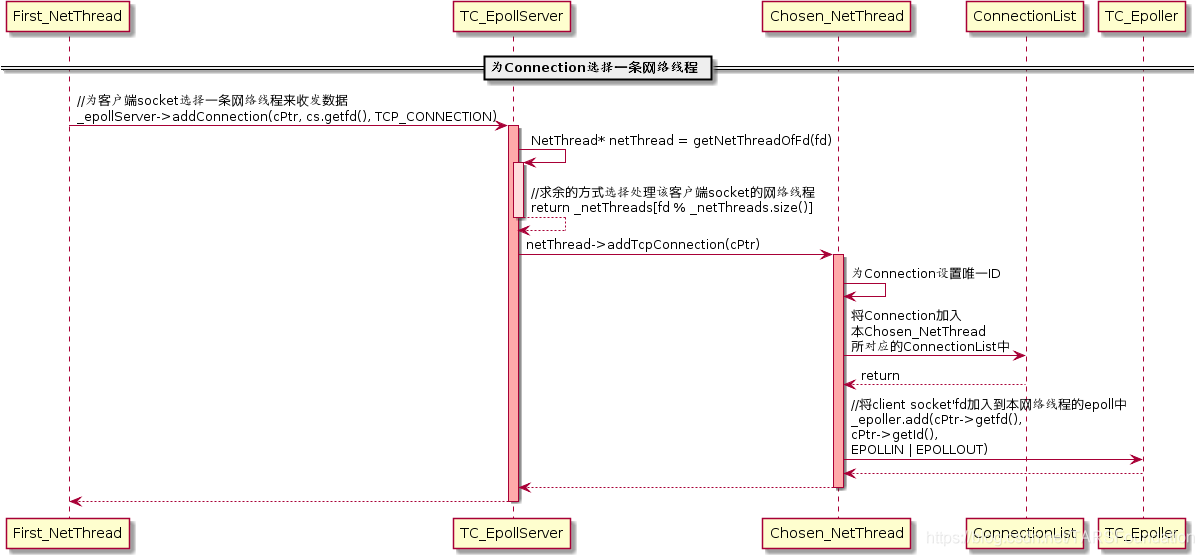 First_NetThread
TC_EpollServer
Chosen_NetThread
ConnectionList
TC_Epoller
为Connection选择一条网络线程
//为客户端socket选择一条网络线程来收发数据
_epollServer->addConnection(cPtr, cs.getfd(), TCP_CONNECTION)
NetThread* netThread = getNetThreadOfFd(fd)
//求余的方式选择处理该客户端socket的网络线程
return _netThreads[fd % _netThreads.size()]
netThread->addTcpConnection(cPtr)
为Connection设置唯一ID
将Connection加入
本Chosen_NetThread
所对应的ConnectionList中
return
//将client socket'fd加入到本网络线程的epoll中
_epoller.add(cPtr->getfd(),
cPtr->getId(),
EPOLLIN | EPOLLOUT)
First_NetThread
TC_EpollServer
Chosen_NetThread
ConnectionList
TC_Epoller